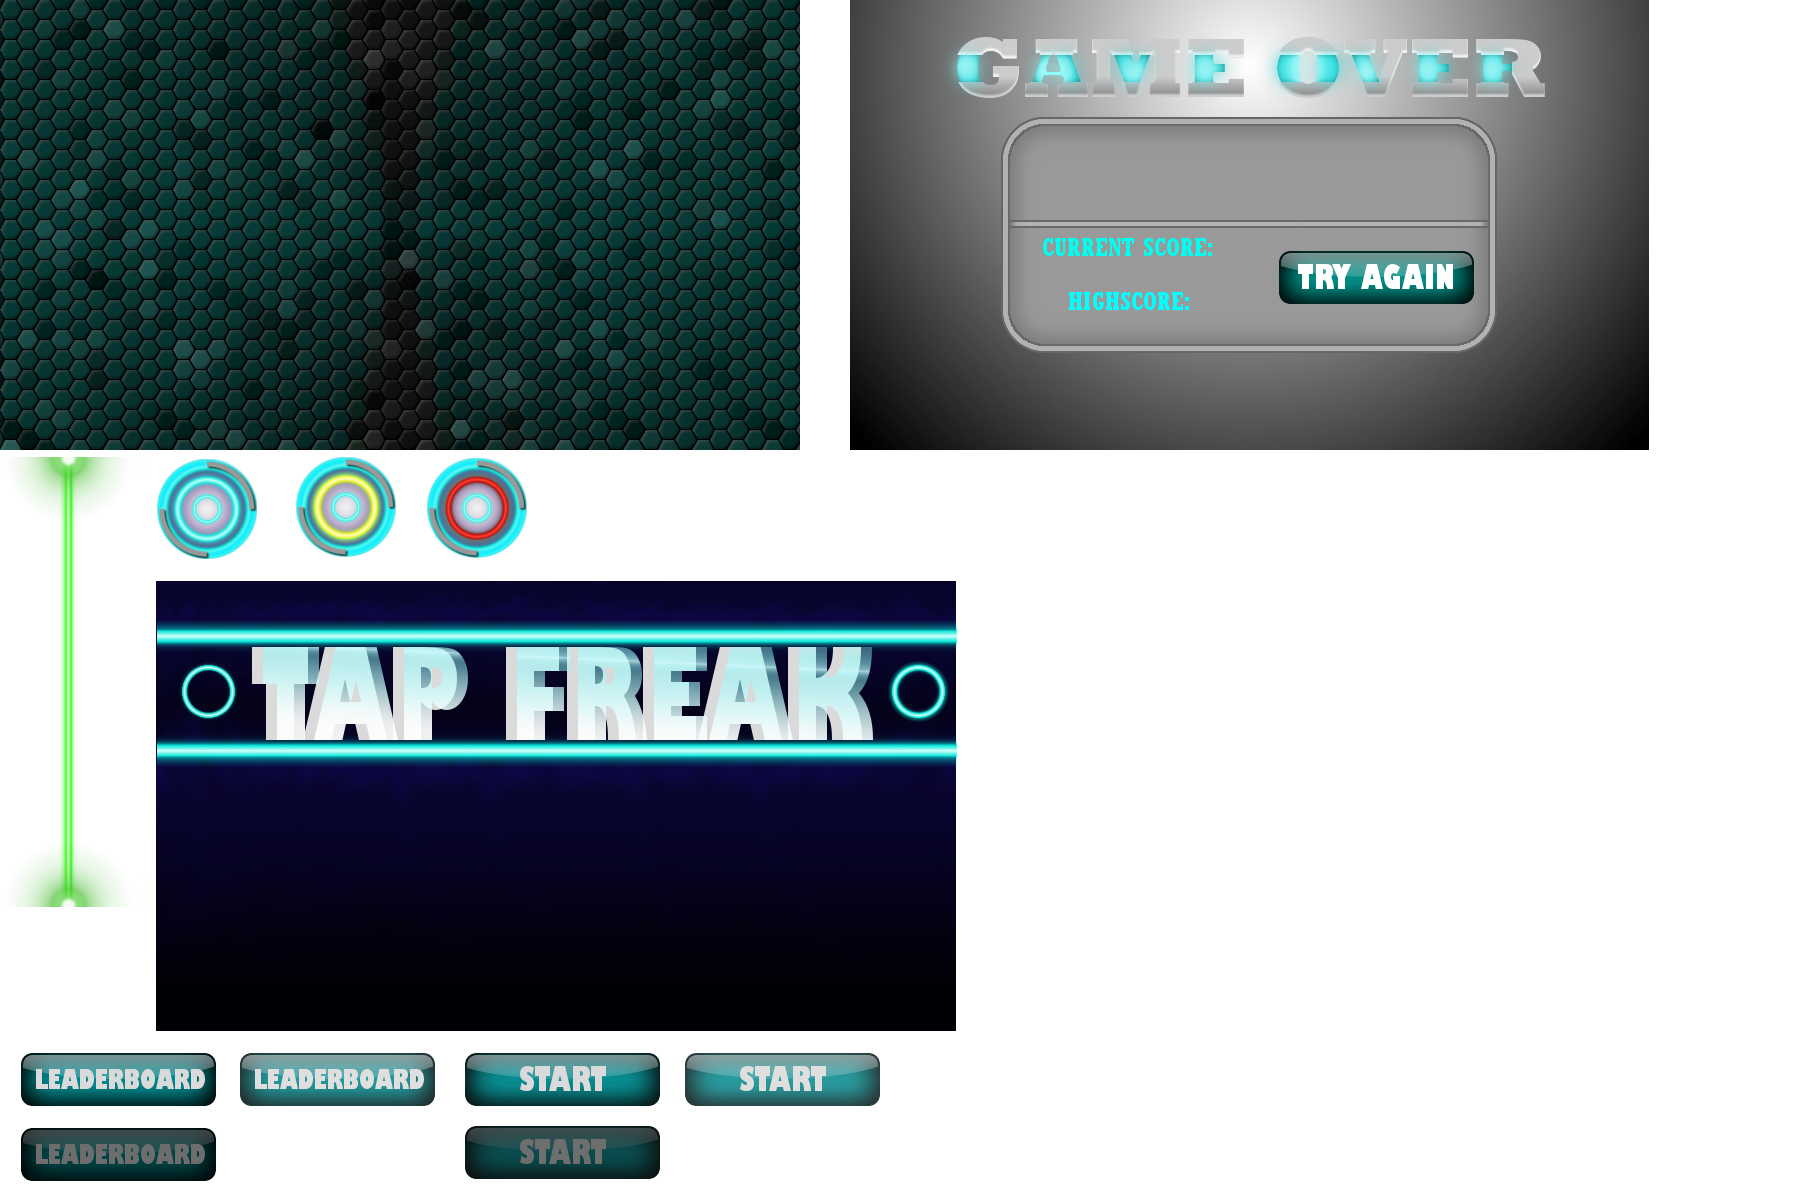 GAME OVER
CURRENT SCORE:
TRY AGAIN
HIGHSCORE:
TAP FREAK
LEADERBOARD
LEADERBOARD
START
START
LEADERBOARD
START